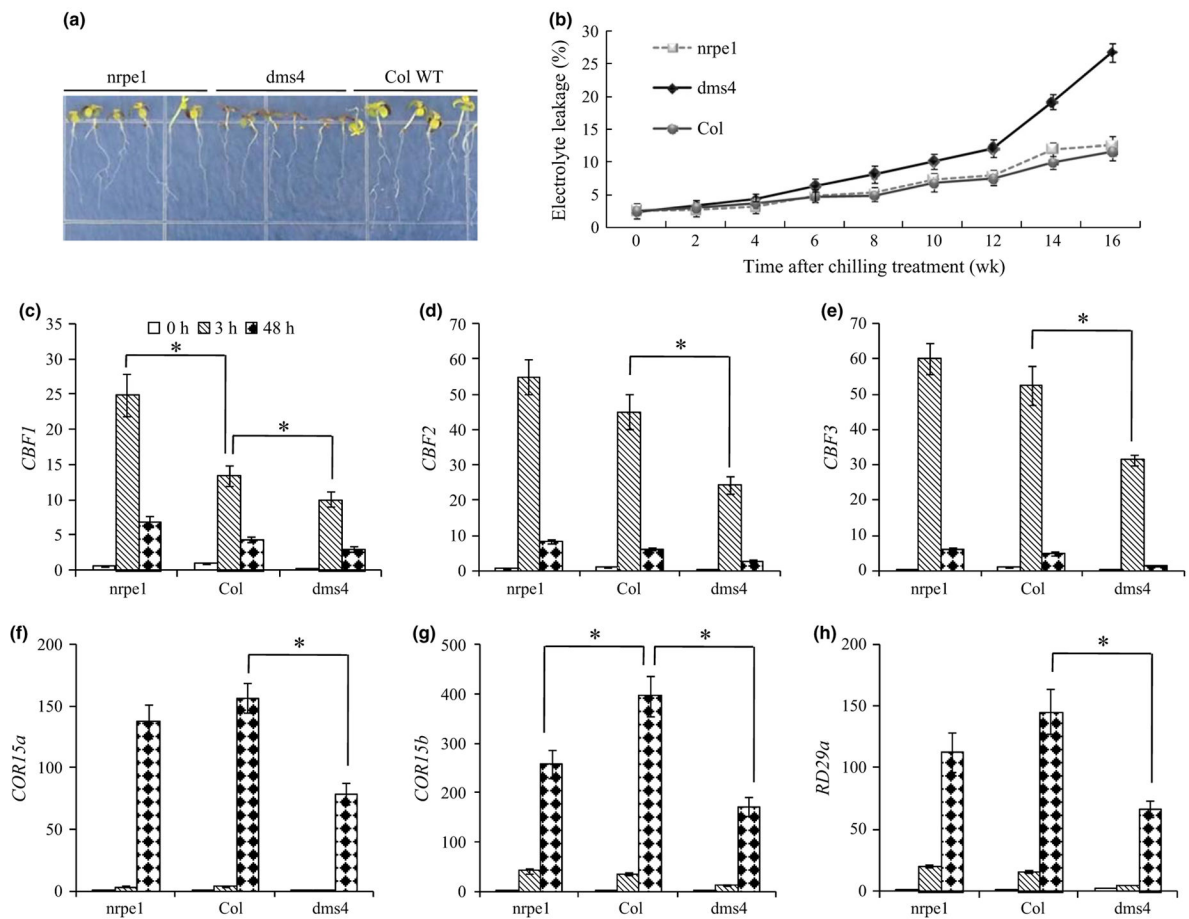 (a)
nrpe1 dms4 Col WT
(b)
Electrolyte leakage (%)
30
25
20
15
10
5
0
nrpe1
dms4
Col
0 2 4 6 8 10 12 14 16
Time after chilling treatment (wk)
(c)
0 h 3 h 48 h
CBF1
35
30
25
20
15
10
5
0
*
*
nrpe1 Col dms4
(d)
CBF2
70
60
50
40
30
20
10
0
*
nrpe1 Col dms4
(e)
CBF3
70
60
50
40
30
20
10
0
*
nrpe1 Col dms4
(f)
COR15a
200
150
100
50
0
*
nrpe1 Col dms4
(g)
COR15b
500
400
300
200
100
0
* *
nrpe1 Col dms4
(h)
RD29a
200
150
100
50
0
*
nrpe1 Col dms4